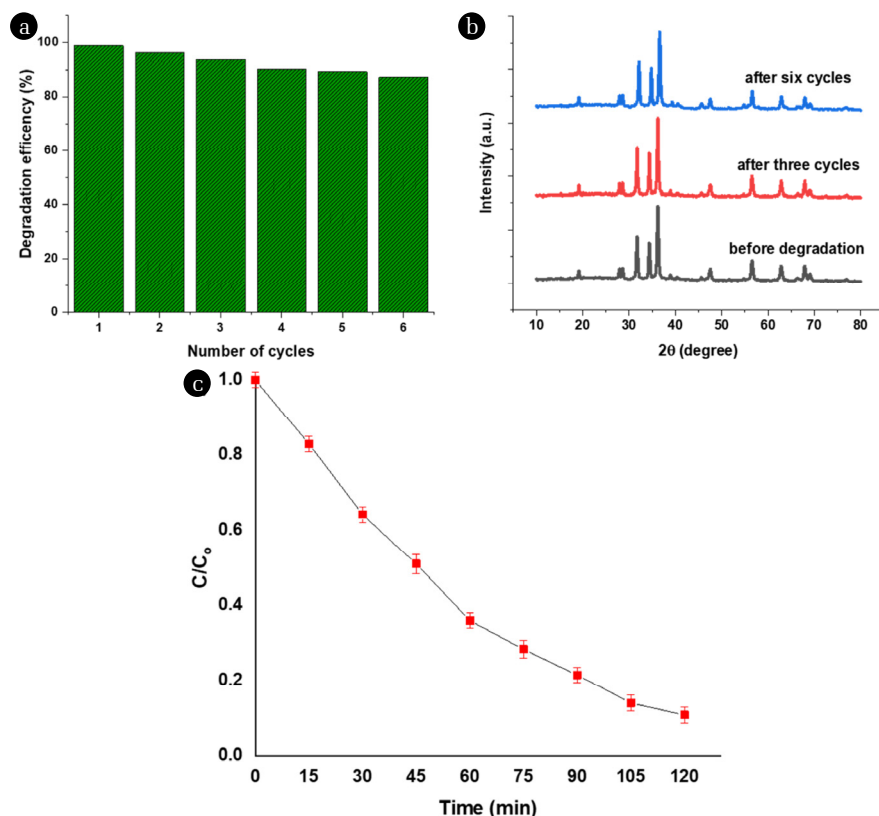 a
Degradation efficency (%)
100
80
60
40
20
0
1 2 3 4 5 6
Number of cycles
b
Intensity (a.u.)
after six cycles
after three cycles
before degradation
10 20 30 40 50 60 70 80
2θ (degree)
c
C/C₀
1.0
0.8
0.6
0.4
0.2
0.0
0 15 30 45 60 75 90 105 120
Time (min)